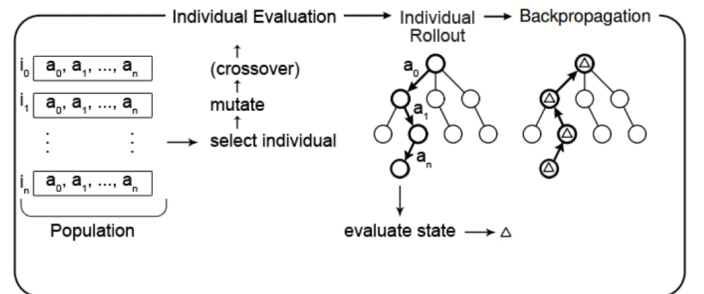 Individual Evaluation
Individual
Rollout
Backpropagation
i0 a0, a1, ..., an
i1 a0, a1, ..., an
in a0, a1, ..., an
Population
(crossover)
mutate
select individual
a0
a1
an
evaluate state → △